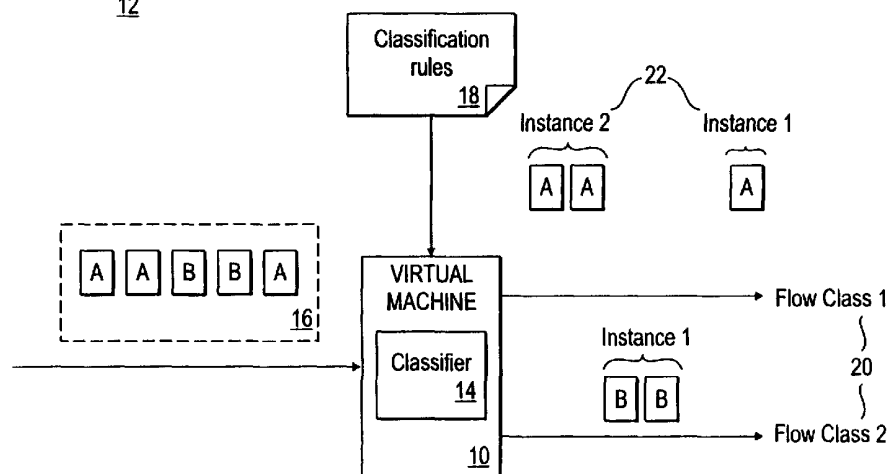 12
Classification
rules
18
22
Instance 2
Instance 1
A A
A
A A B B A
16
VIRTUAL
MACHINE
Flow Class 1
Classifier
14
Instance 1
B B
20
Flow Class 2
10